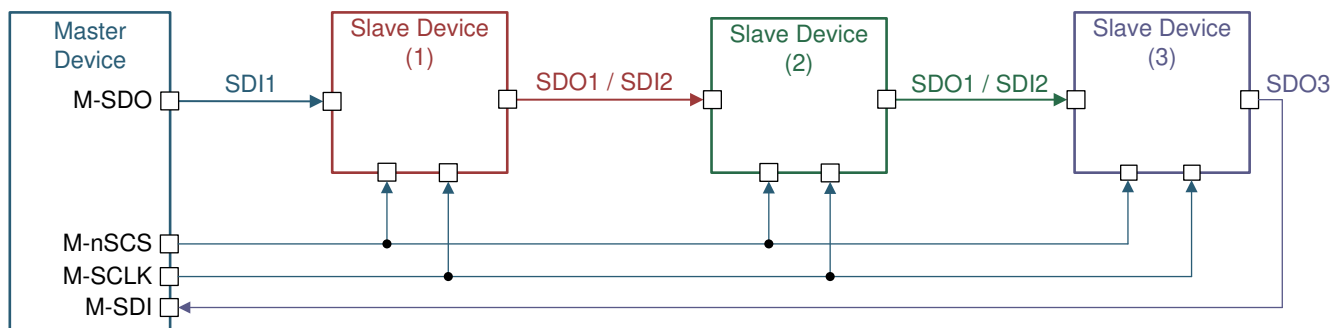 Master
Device
Slave Device
(1)
Slave Device
(2)
Slave Device
(3)
M-SDO
SDI1
SDO1 / SDI2
SDO1 / SDI2
SDO3
M-nSCS
M-SCLK
M-SDI